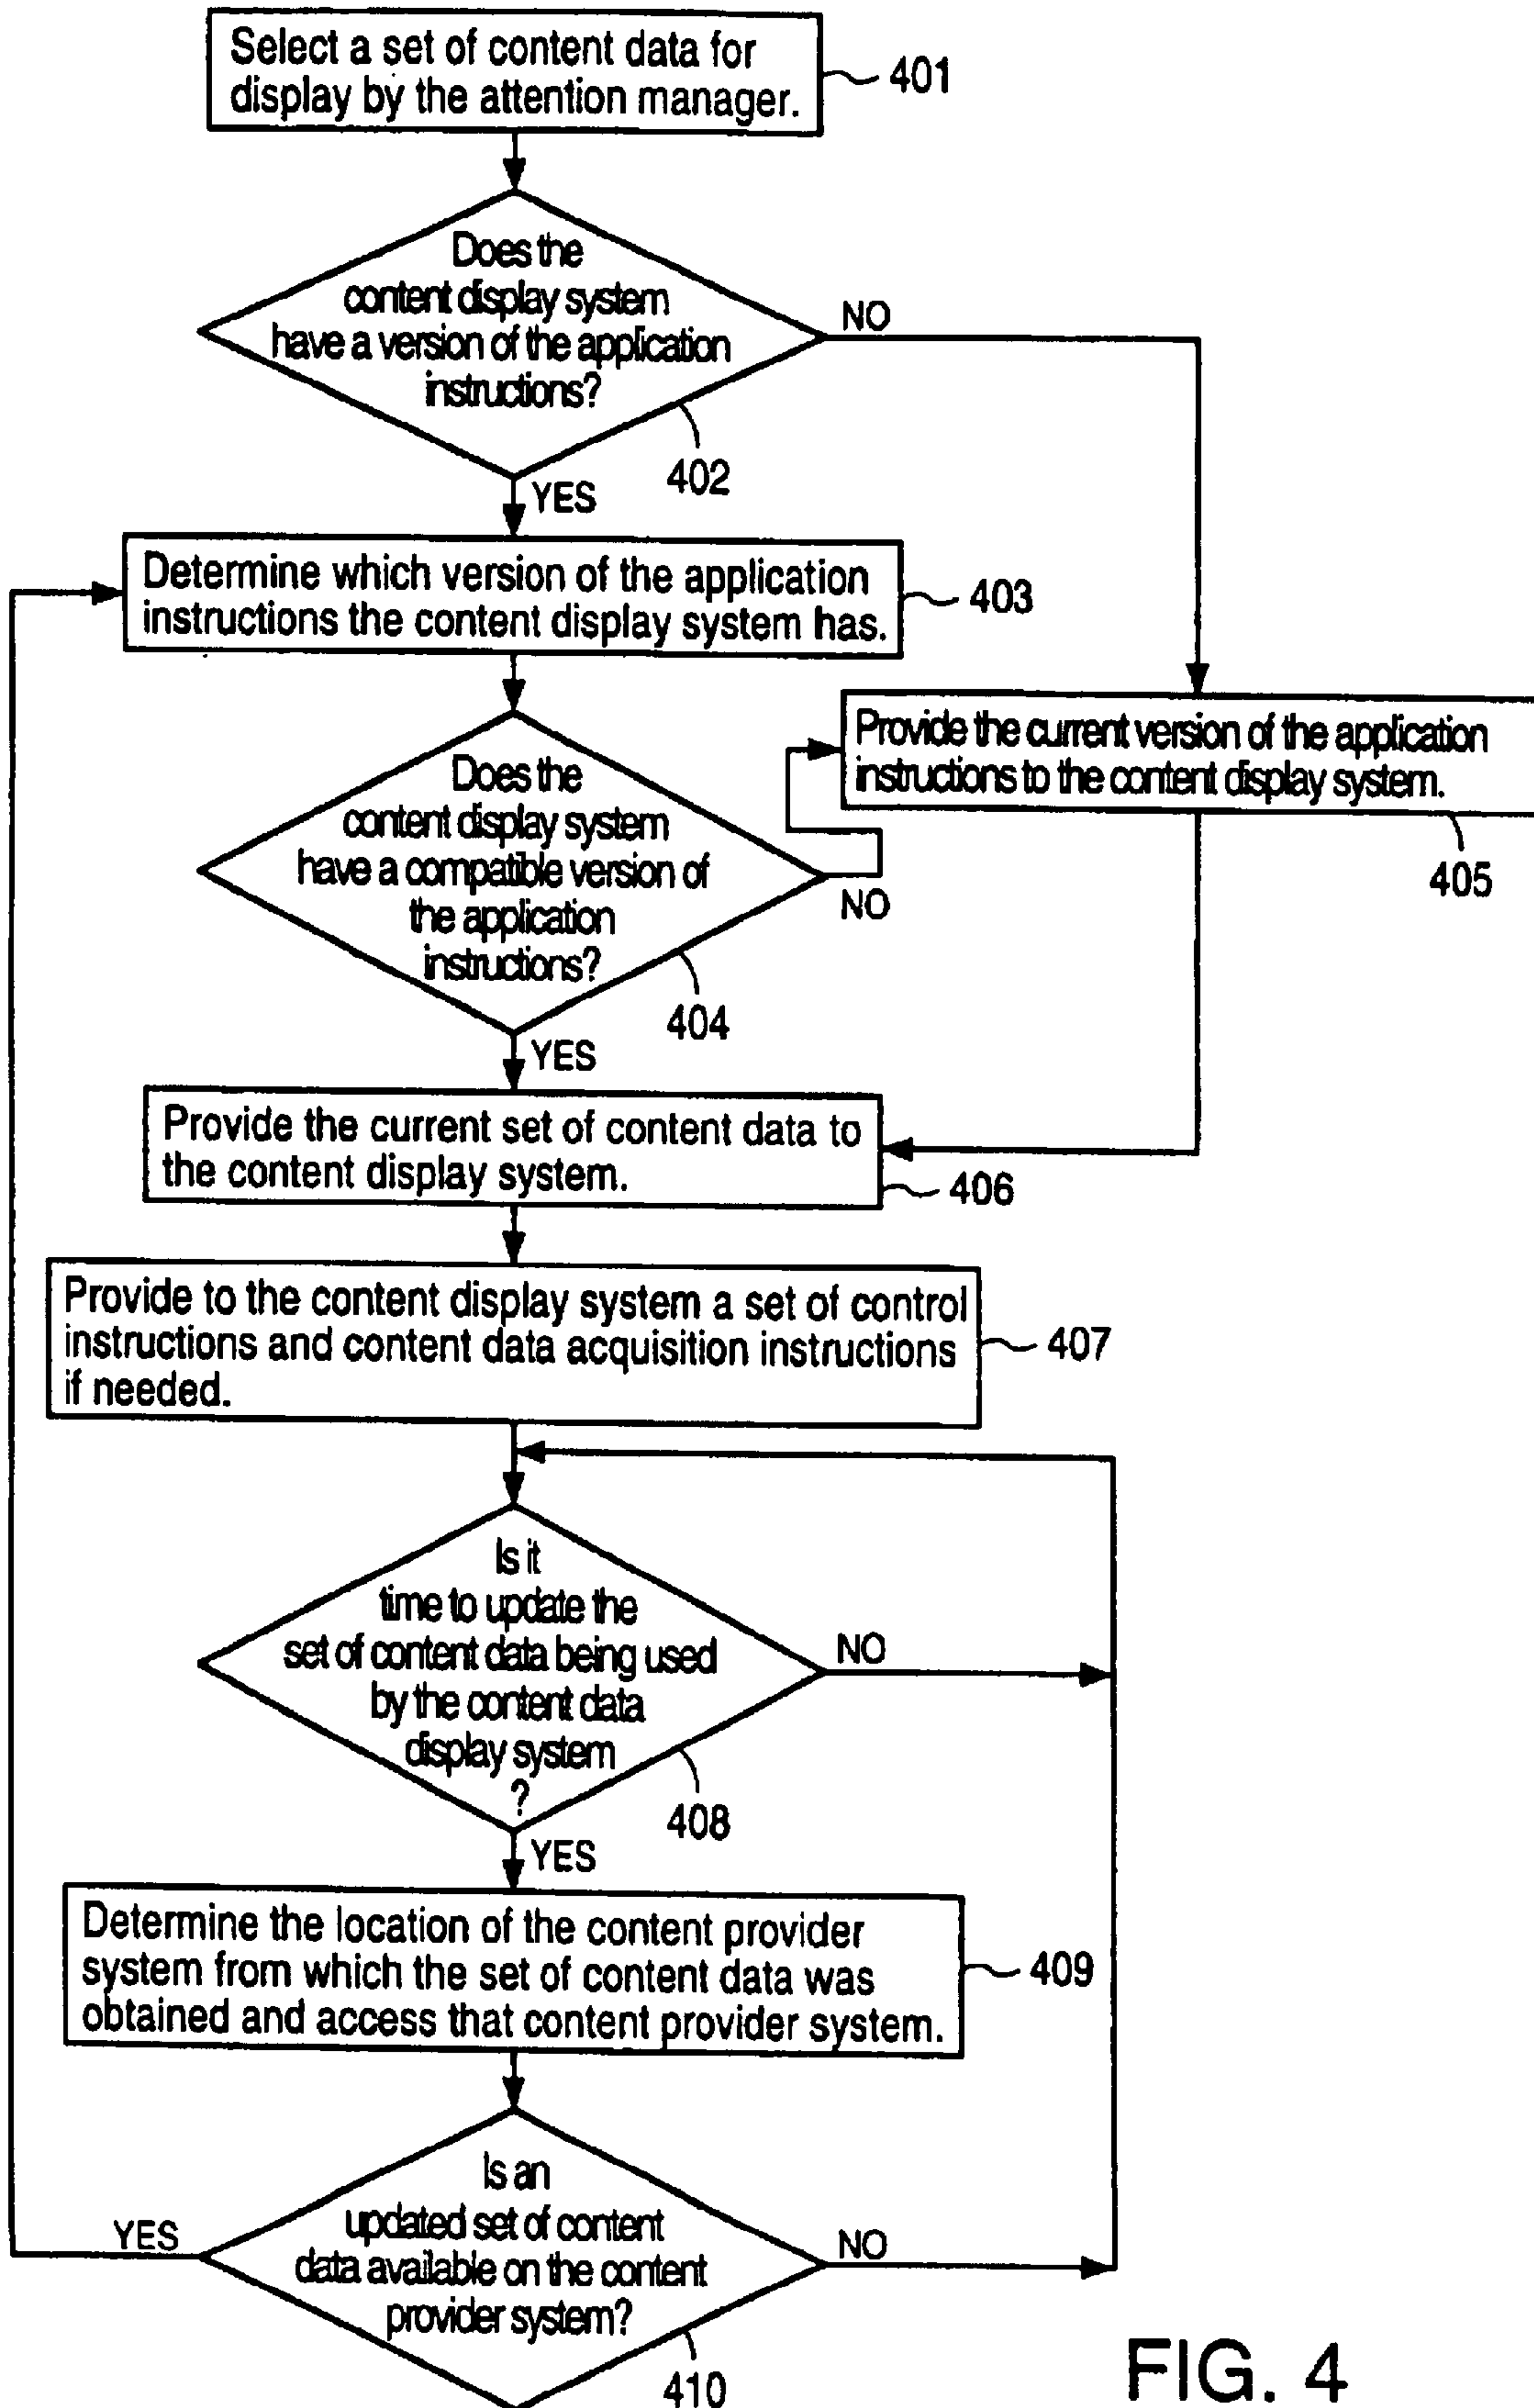 Select a set of content data for
display by the attention manager.
401
Does the
content display system
have a version of the application
instructions?
NO
402
YES
Determine which version of the application
instructions the content display system has.
403
Provide the current version of the application
instructions to the content display system.
405
Does the
content display system
have a compatible version of
the application
instructions?
NO
404
YES
Provide the current set of content data to
the content display system.
406
Provide to the content display system a set of control
instructions and content data acquisition instructions
if needed.
407
Is it
time to update the
set of content data being used
by the content data
display system
?
NO
408
YES
Determine the location of the content provider
system from which the set of content data was
obtained and access that content provider system.
409
Is an
updated set of content
data available on the content
provider system?
YES
NO
410
FIG. 4